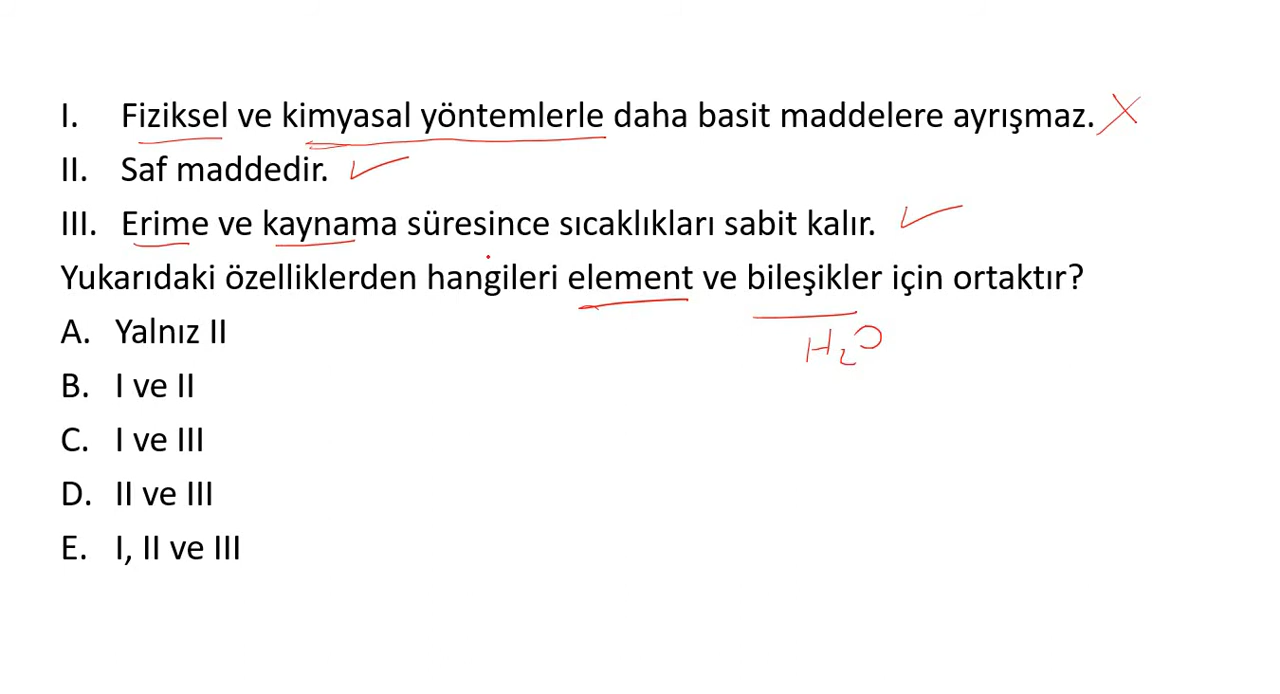 I. Fiziksel ve kimyasal yöntemlerle daha basit maddelere ayrışmaz.
II. Saf maddedir.
III. Erime ve kaynama süresince sıcaklıkları sabit kalır.
Yukarıdaki özelliklerden hangileri element ve bileşikler için ortaktır?
A. Yalnız II
H₂O
B. I ve II
C. I ve III
D. II ve III
E. I, II ve III